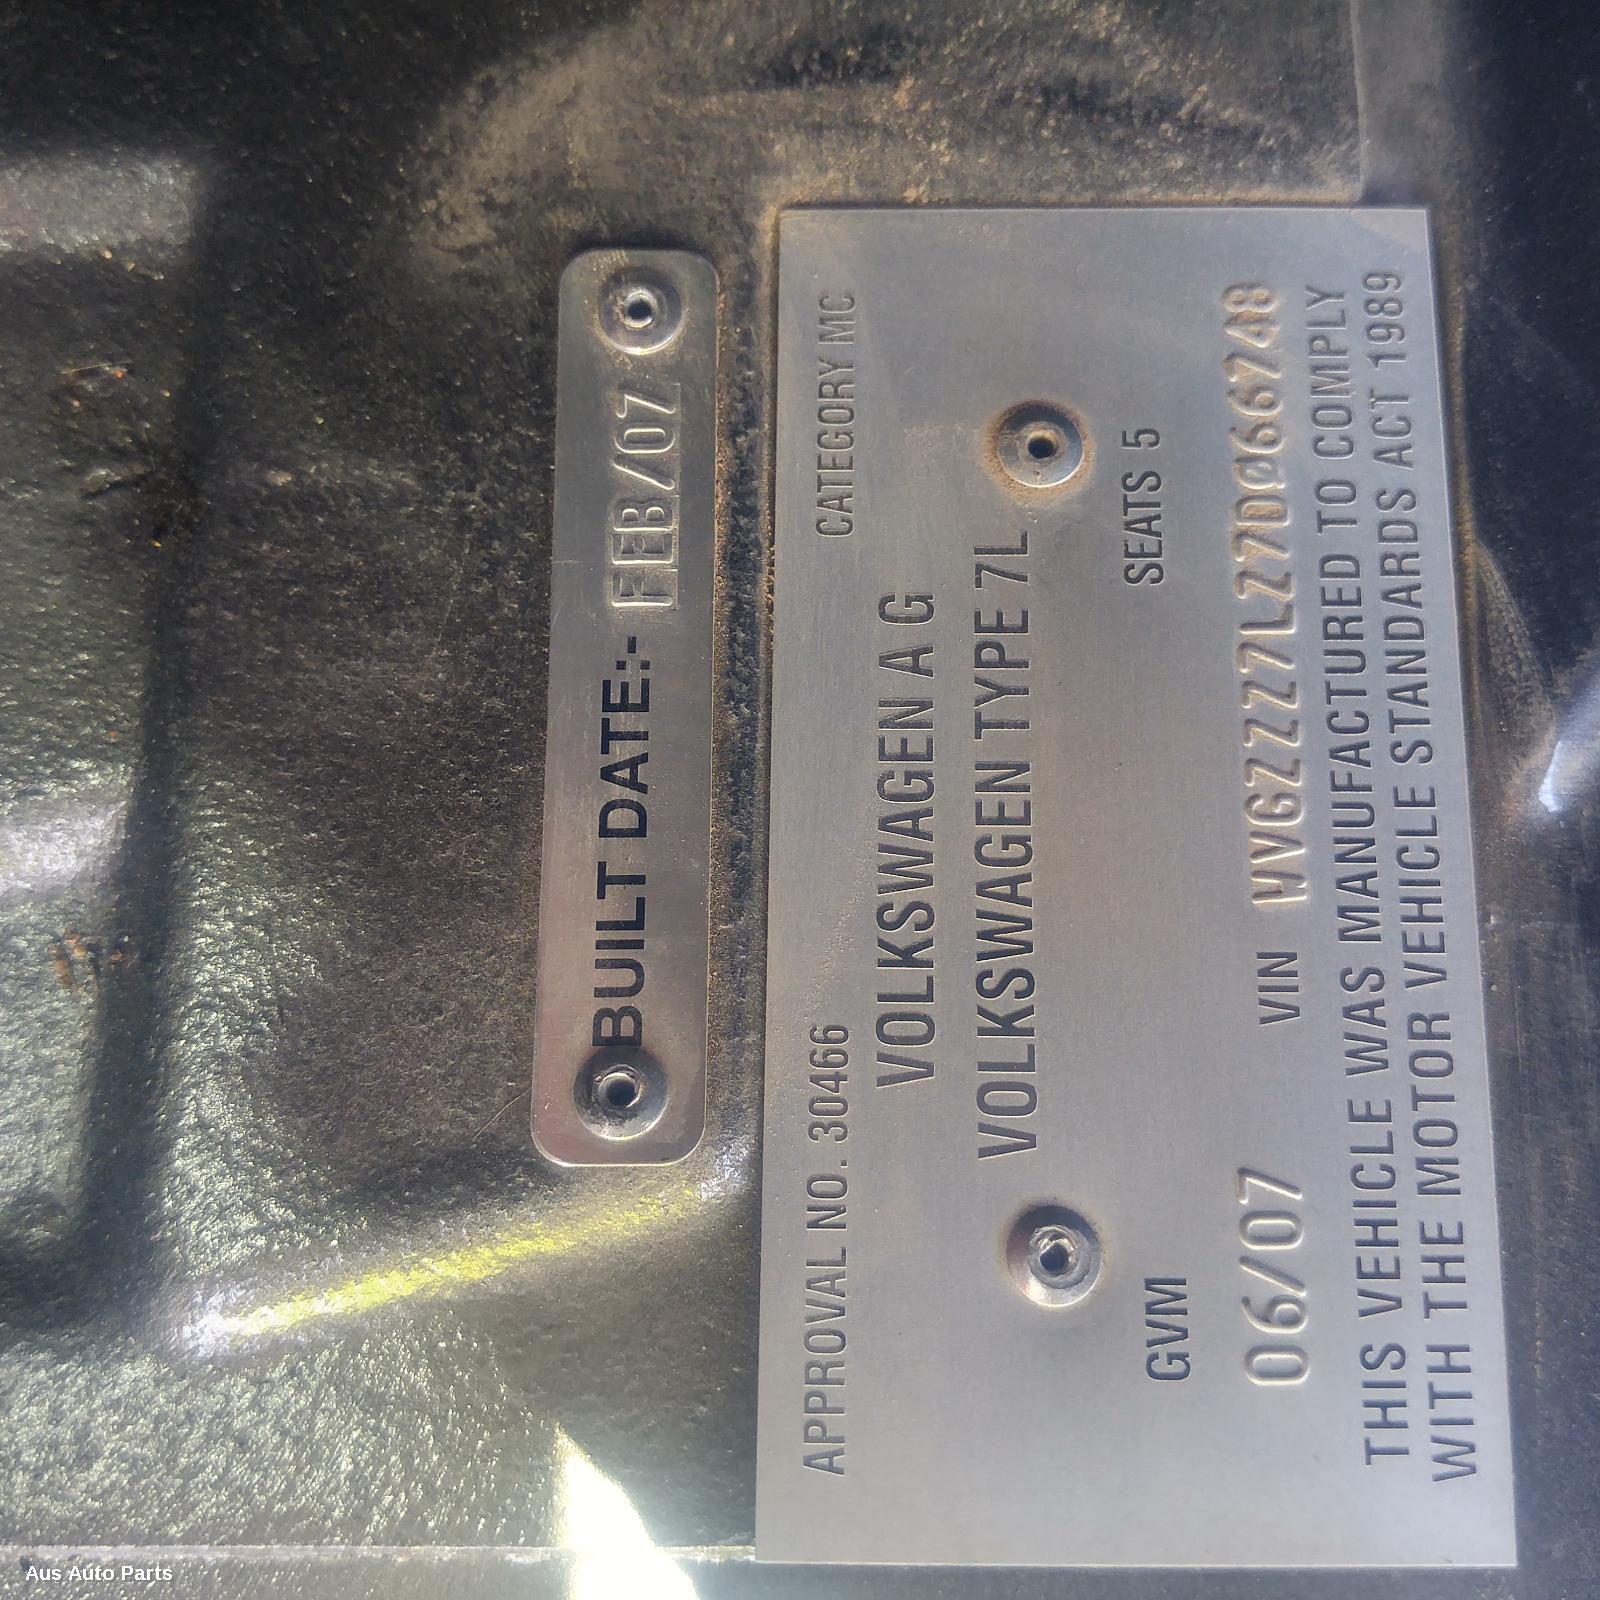 BUILT DATE:- FEB/07
APPROVAL NO. 30466 CATEGORY MC
VOLKSWAGEN A G
VOLKSWAGEN TYPE 7L
GVM SEATS 5
06/07 VIN WVGZZZ7LZ7D066748
THIS VEHICLE WAS MANUFACTURED TO COMPLY
WITH THE MOTOR VEHICLE STANDARDS ACT 1989
Aus Auto Parts